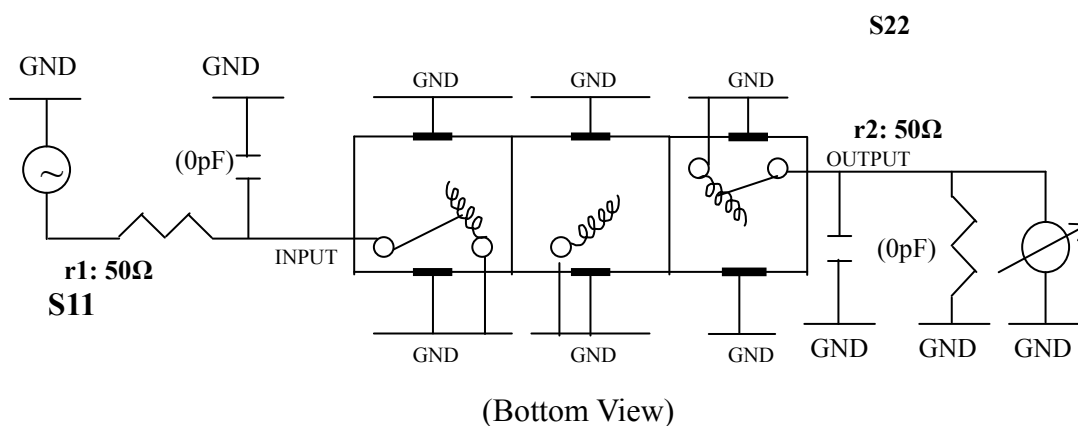 S22
GND
GND
GND
GND
GND
r2: 50Ω
(0pF)
OUTPUT
INPUT
(0pF)
r1: 50Ω
S11
GND
GND
GND
GND
GND
GND
(Bottom View)